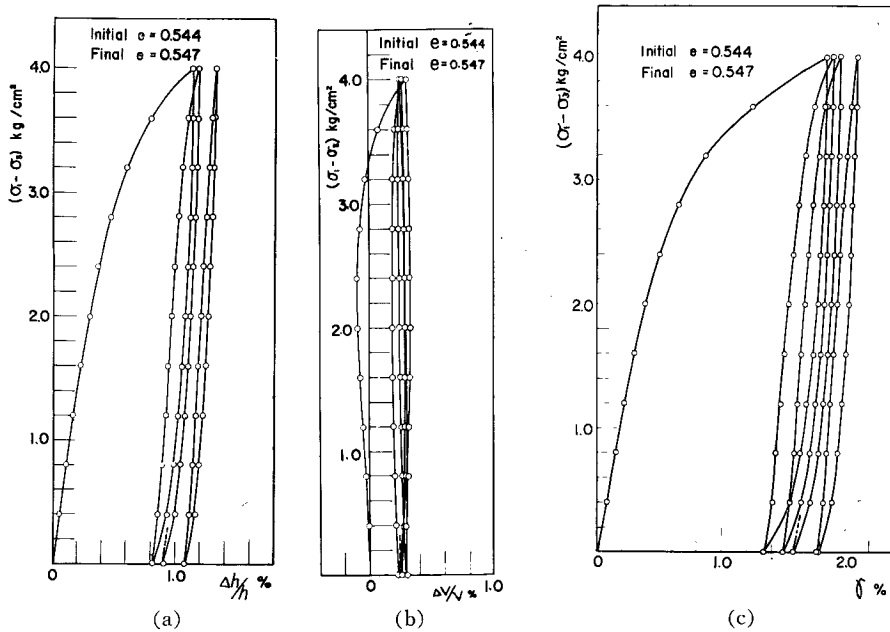 Initial e = 0.544
Final e = 0.547
(σ₁ - σ₃) kg/cm²
4.0
3.0
2.0
1.0
0
1.0
Δh/h %
(a)
Initial e = 0.544
Final e = 0.547
(σ₁ - σ₃) kg/cm²
4.0
3.0
2.0
1.0
0
1.0
ΔV/V %
(b)
Initial e = 0.544
Final e = 0.547
(σ₁ - σ₃) kg/cm²
4.0
3.0
2.0
1.0
0
1.0
2.0
γ %
(c)